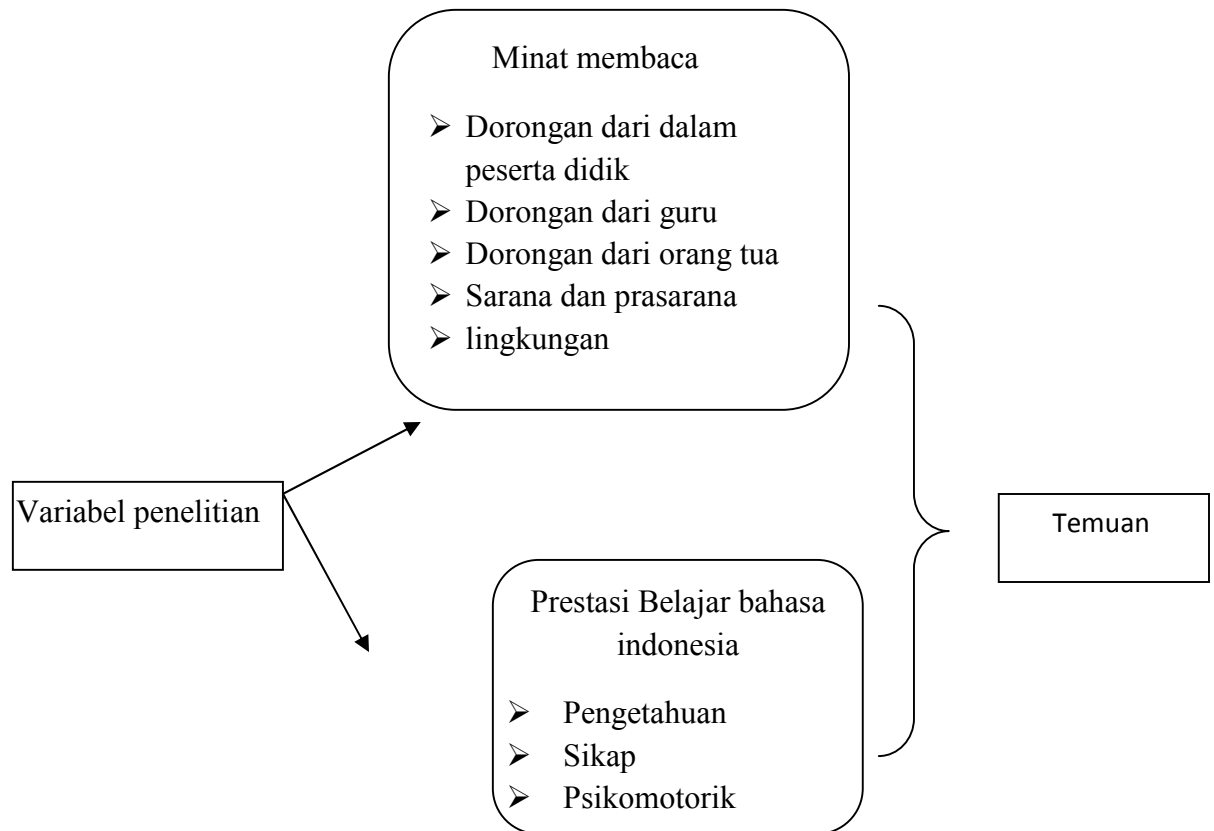 Minat membaca
➢ Dorongan dari dalam
peserta didik
➢ Dorongan dari guru
➢ Dorongan dari orang tua
➢ Sarana dan prasarana
➢ lingkungan
Variabel penelitian
Temuan
Prestasi Belajar bahasa
indonesia
➢ Pengetahuan
➢ Sikap
➢ Psikomotorik